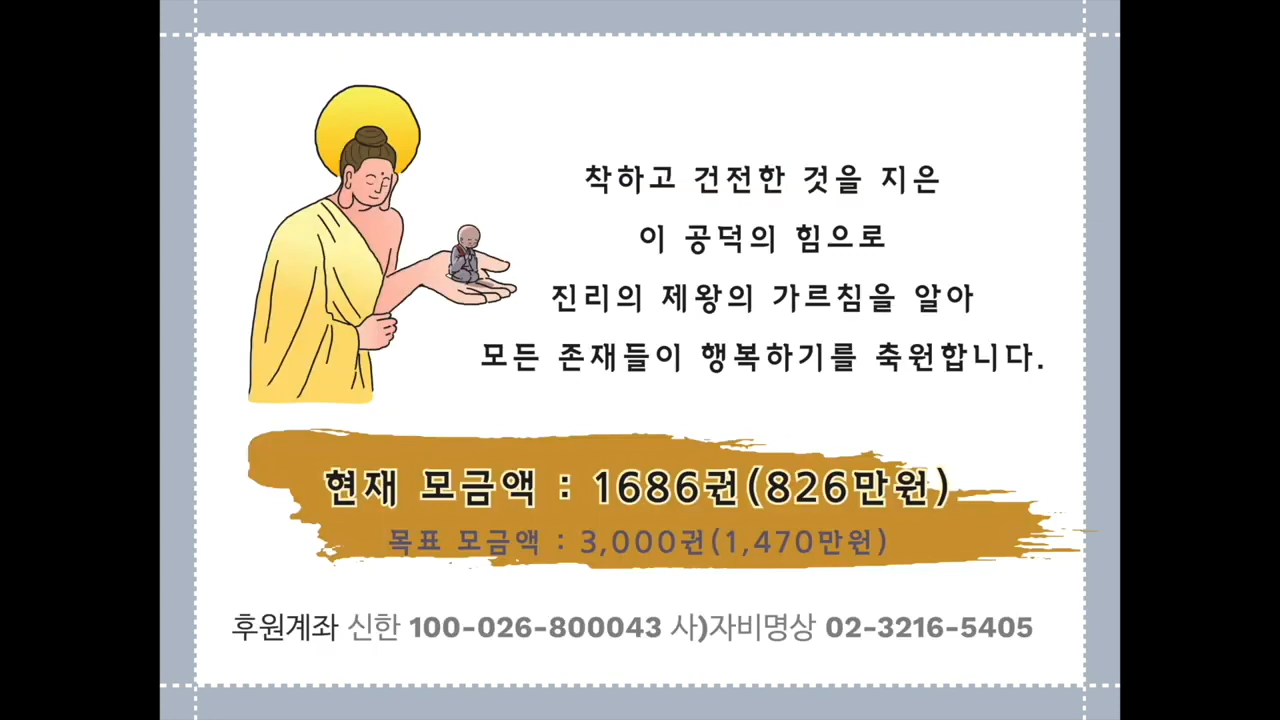 착하고 건전한 것을 지은
이 공덕의 힘으로
진리의 제왕의 가르침을 알아
모든 존재들이 행복하기를 축원합니다.
현재 모금액 : 1686권(826만원)
목표 모금액 : 3,000권(1,470만원)
후원계좌 신한 100-026-800043 사)자비명상 02-3216-5405